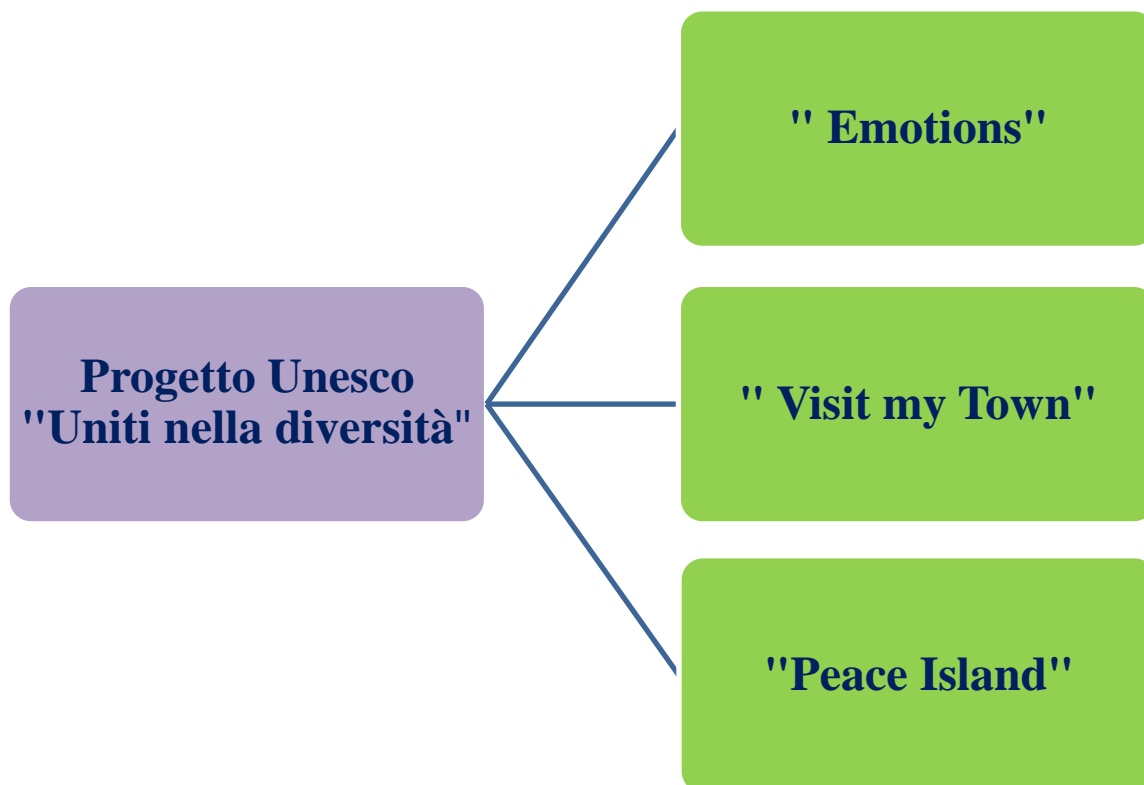 " Emotions"
Progetto Unesco
"Uniti nella diversità"
" Visit my Town"
"Peace Island"